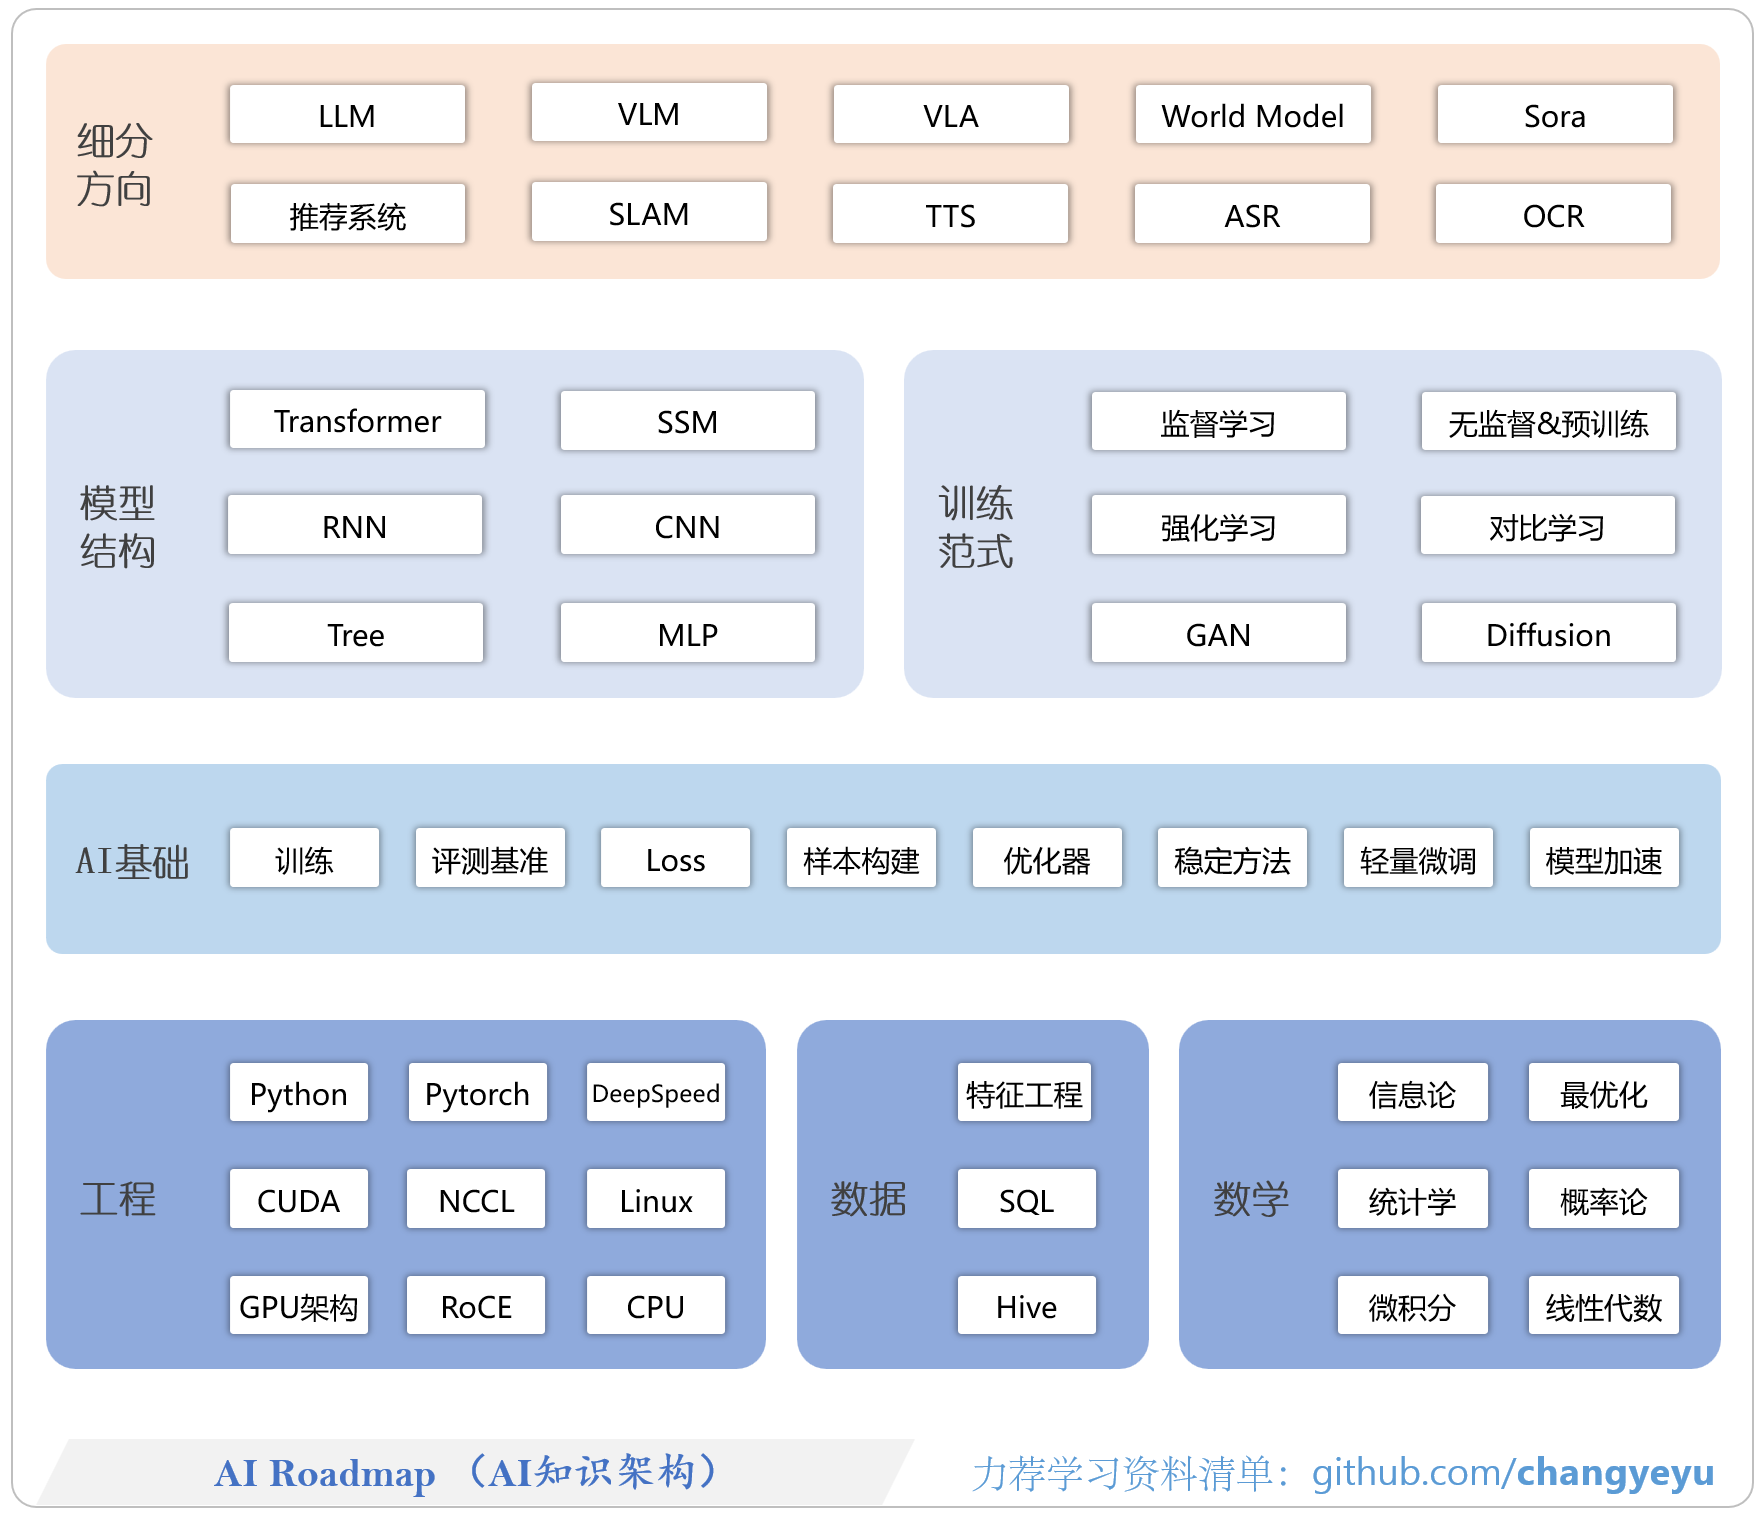 细分
方向
LLM
VLM
VLA
World Model
Sora
推荐系统
SLAM
TTS
ASR
OCR
模型
结构
Transformer
SSM
RNN
CNN
Tree
MLP
训练
范式
监督学习
无监督&预训练
强化学习
对比学习
GAN
Diffusion
AI基础
训练
评测基准
Loss
样本构建
优化器
稳定方法
轻量微调
模型加速
工程
Python
Pytorch
DeepSpeed
CUDA
NCCL
Linux
GPU架构
RoCE
CPU
数据
特征工程
SQL
Hive
数学
信息论
最优化
统计学
概率论
微积分
线性代数
AI Roadmap （AI知识架构）
力荐学习资料清单：github.com/changyeyu